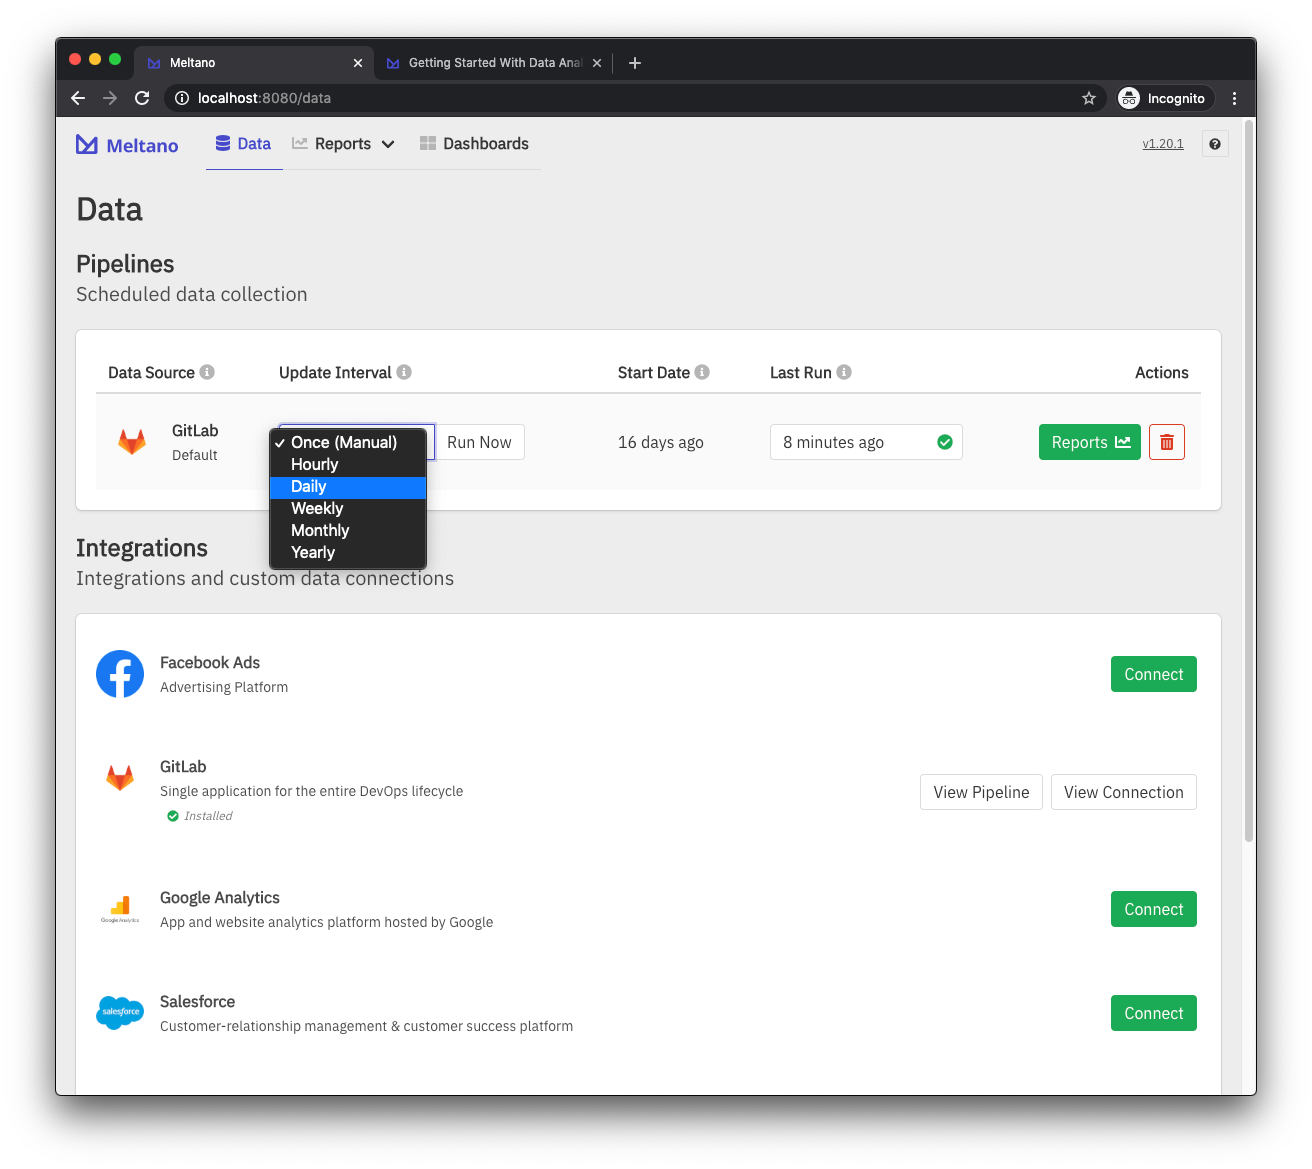 Meltano
Getting Started With Data Anal
localhost:8080/data
Incognito
Meltano
Data
Reports
Dashboards
v1.20.1
Data
Pipelines
Scheduled data collection
Data Source
Update Interval
Start Date
Last Run
Actions
GitLab
Default
✓ Once (Manual)
Hourly
Daily
Weekly
Monthly
Yearly
Run Now
16 days ago
8 minutes ago
Reports
Integrations
Integrations and custom data connections
Facebook Ads
Advertising Platform
Connect
GitLab
Single application for the entire DevOps lifecycle
Installed
View Pipeline
View Connection
Google Analytics
Google Analytics
App and website analytics platform hosted by Google
Connect
salesforce
Salesforce
Customer-relationship management & customer success platform
Connect